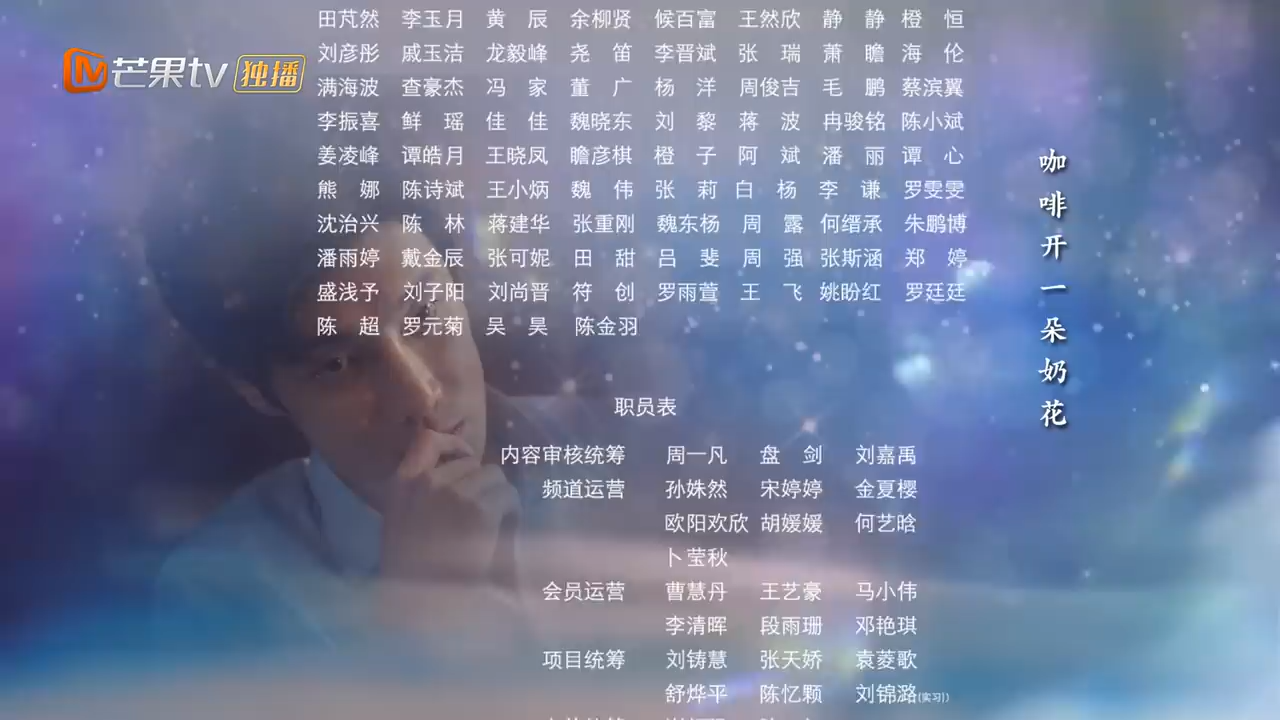 芒果tv 独播
田芃然 李玉月 黄 辰 余柳贤 候百富 王然欣 静 静 橙 恒
刘彦彤 戚玉洁 龙毅峰 尧 笛 李晋斌 张 瑞 萧 瞻 海 伦
满海波 查豪杰 冯 家 董 广 杨 洋 周俊吉 毛 鹏 蔡滨翼
李振喜 鲜 瑶 佳 佳 魏晓东 刘 黎 蒋 波 冉骏铭 陈小斌
姜凌峰 谭皓月 王晓凤 瞻彦棋 橙 子 阿 斌 潘 丽 谭 心
熊 娜 陈诗斌 王小炳 魏 伟 张 莉 白 杨 李 谦 罗雯雯
沈治兴 陈 林 蒋建华 张重刚 魏东杨 周 露 何缙承 朱鹏博
潘雨婷 戴金辰 张可妮 田 甜 吕 斐 周 强 张斯涵 郑 婷
盛浅予 刘子阳 刘尚晋 符 创 罗雨萱 王 飞 姚盼红 罗廷廷
陈 超 罗元菊 吴 昊 陈金羽
咖啡开一朵奶花
职员表
内容审核统筹 周一凡 盘 剑 刘嘉禹
频道运营 孙姝然 宋婷婷 金夏樱
欧阳欢欣 胡媛媛 何艺晗
卜莹秋
会员运营 曹慧丹 王艺豪 马小伟
李清晖 段雨珊 邓艳琪
项目统筹 刘铸慧 张天娇 袁菱歌
舒烨平 陈忆颗 刘锦潞(实习)